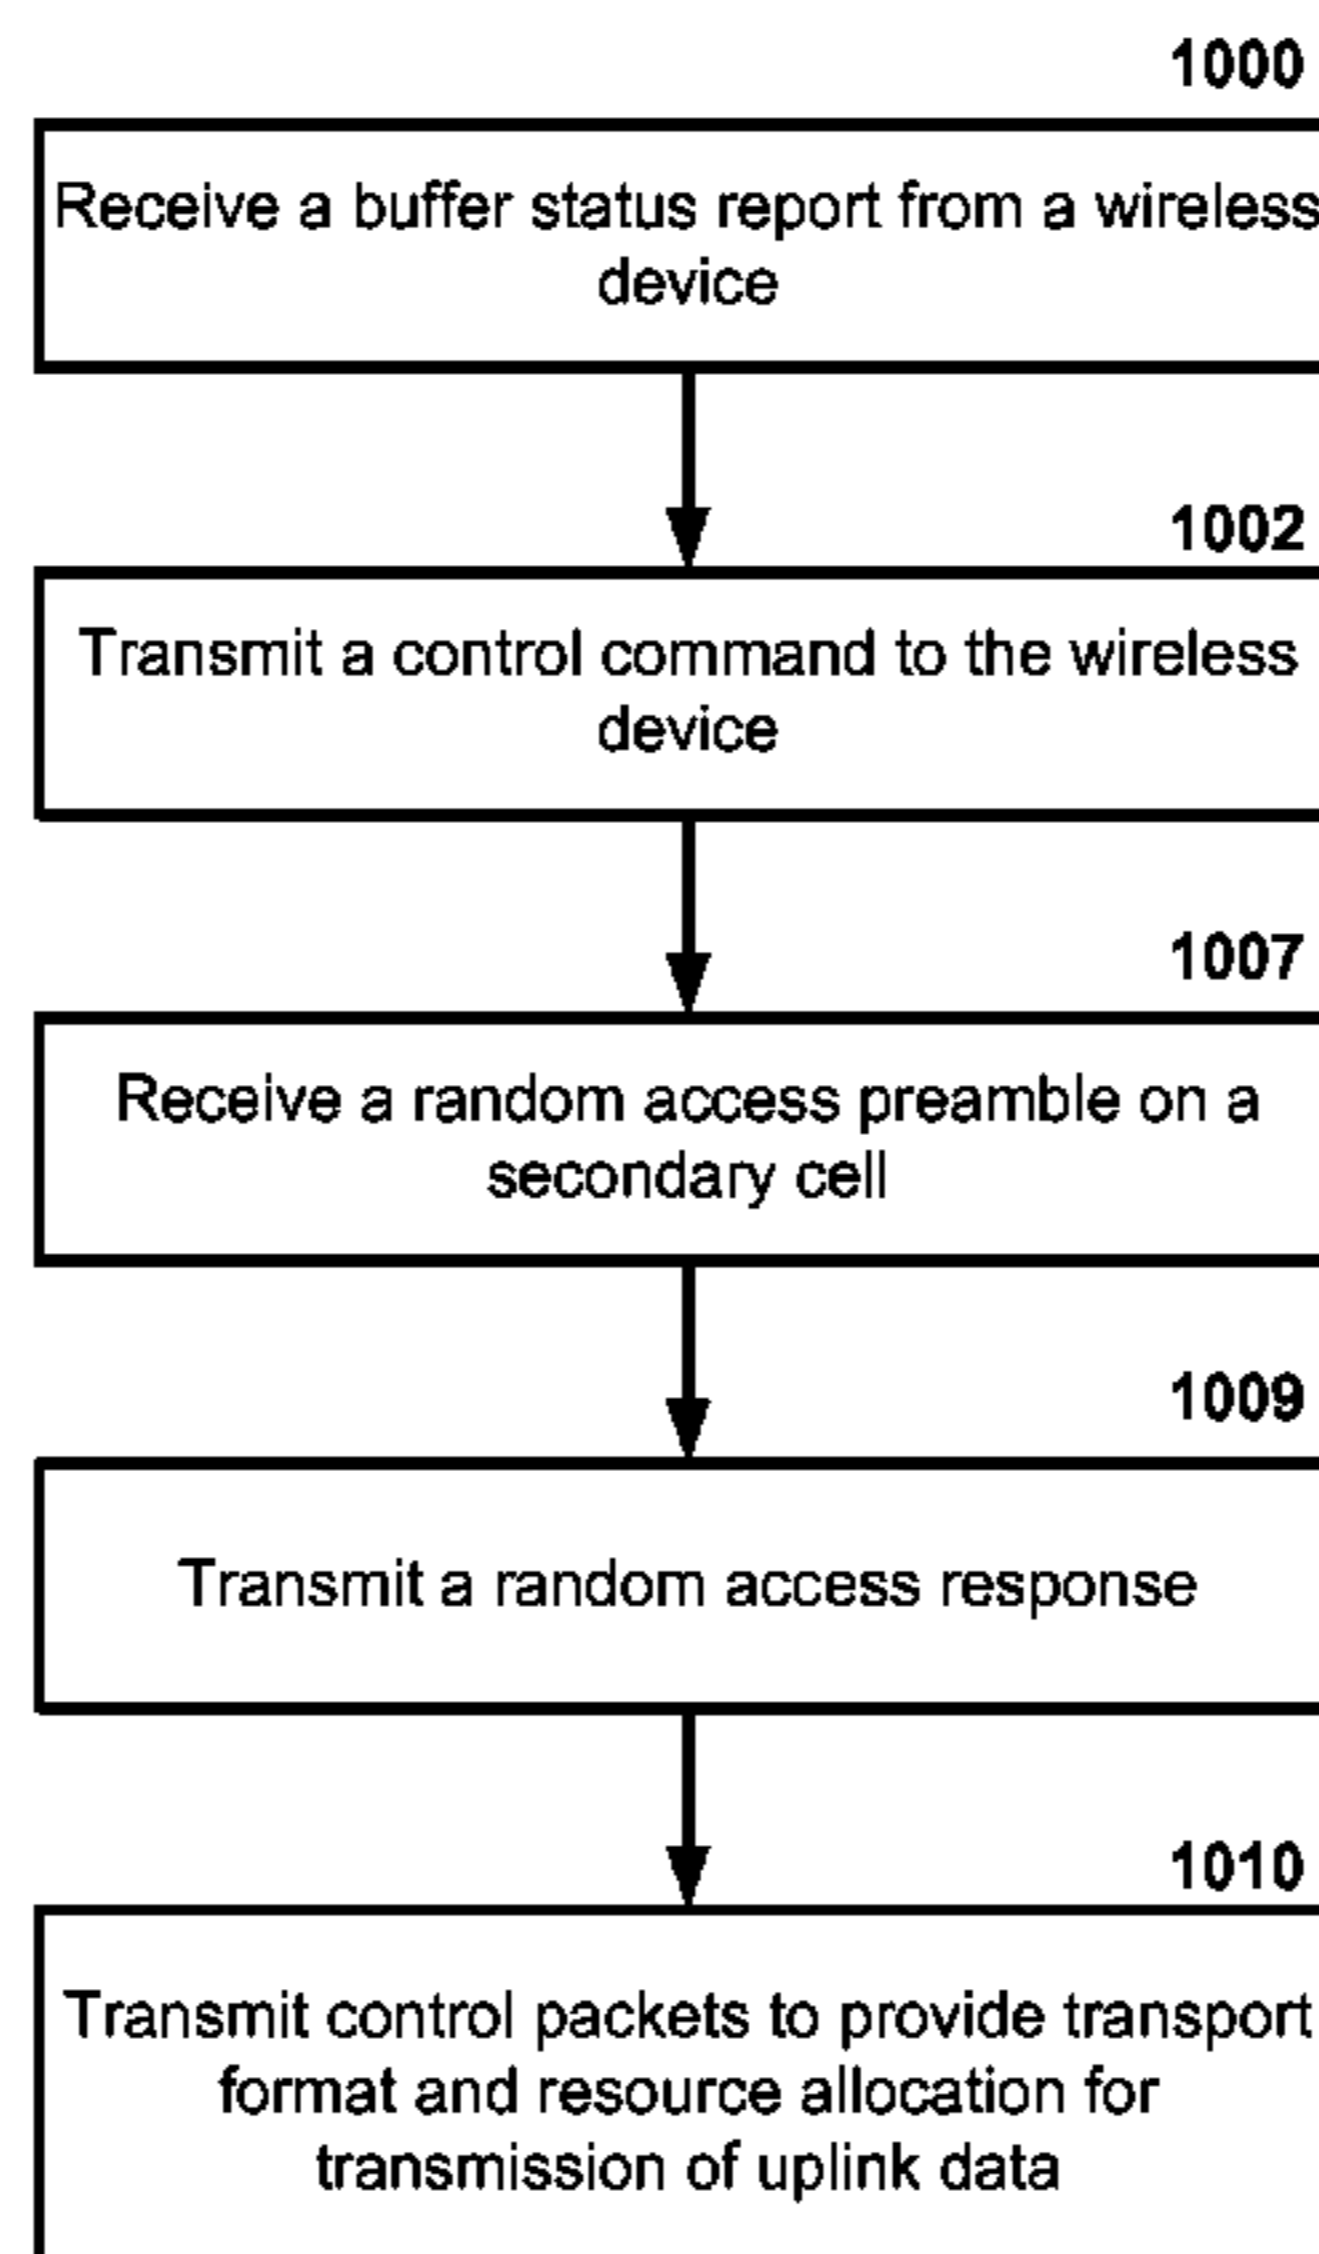 1000
Receive a buffer status report from a wireless
device
1002
Transmit a control command to the wireless
device
1007
Receive a random access preamble on a
secondary cell
1009
Transmit a random access response
1010
Transmit control packets to provide transport
format and resource allocation for
transmission of uplink data